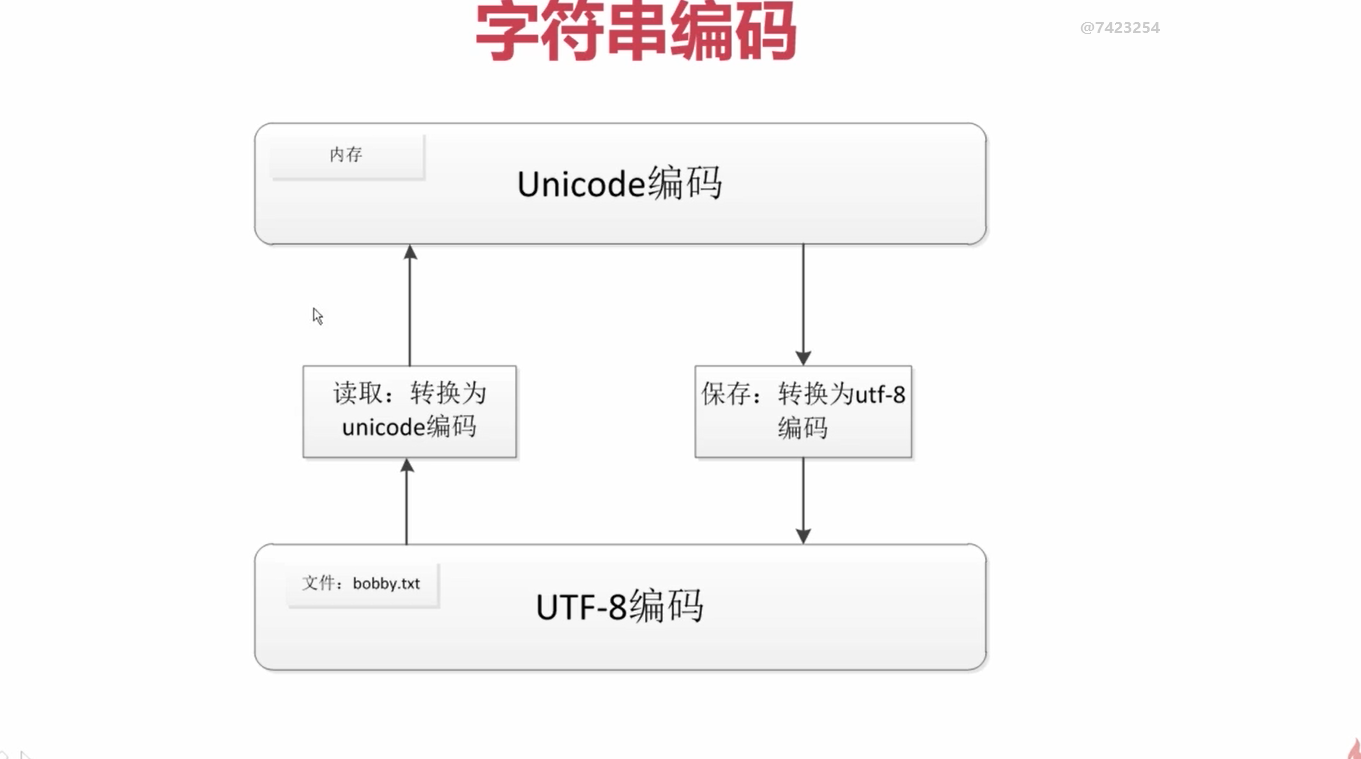 字符串编码
@7423254
内存
Unicode编码
读取：转换为
unicode编码
保存：转换为utf-8
编码
文件：bobby.txt
UTF-8编码